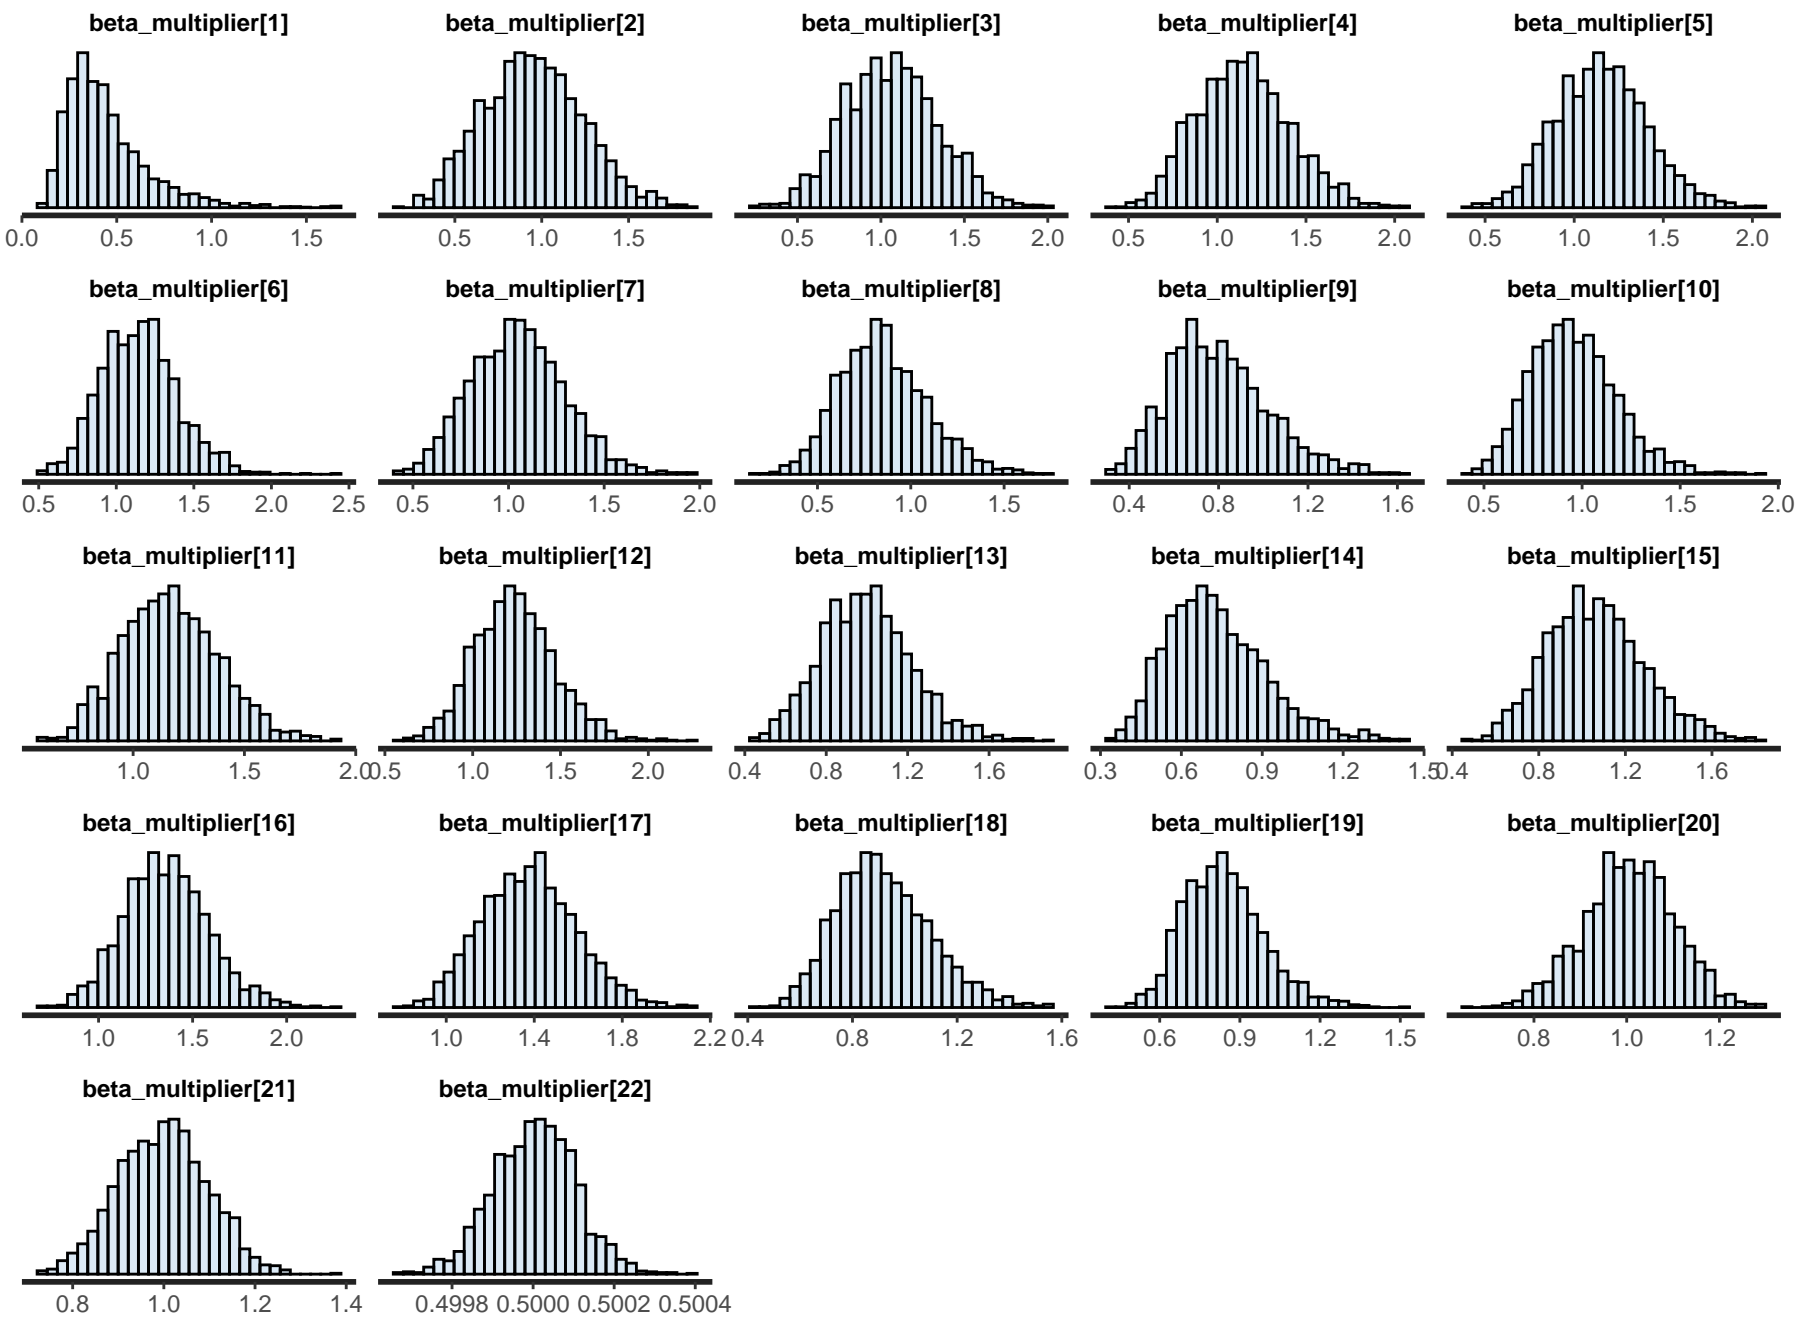 beta_multiplier[1] beta_multiplier[2] beta_multiplier[3] beta_multiplier[4] beta_multiplier[5]
0.0 0.5 1.0 1.5 0.5 1.0 1.5 0.5 1.0 1.5 2.0 0.5 1.0 1.5 2.0 0.5 1.0 1.5 2.0
beta_multiplier[6] beta_multiplier[7] beta_multiplier[8] beta_multiplier[9] beta_multiplier[10]
0.5 1.0 1.5 2.0 2.5 0.5 1.0 1.5 2.0 0.5 1.0 1.5 0.4 0.8 1.2 1.6 0.5 1.0 1.5 2.0
beta_multiplier[11] beta_multiplier[12] beta_multiplier[13] beta_multiplier[14] beta_multiplier[15]
1.0 1.5 2.0 0.5 1.0 1.5 2.0 0.4 0.8 1.2 1.6 0.3 0.6 0.9 1.2 1.5 0.4 0.8 1.2 1.6
beta_multiplier[16] beta_multiplier[17] beta_multiplier[18] beta_multiplier[19] beta_multiplier[20]
1.0 1.5 2.0 1.0 1.4 1.8 2.2 0.4 0.8 1.2 1.6 0.6 0.9 1.2 1.5 0.8 1.0 1.2
beta_multiplier[21] beta_multiplier[22]
0.8 1.0 1.2 1.4 0.4998 0.5000 0.5002 0.5004